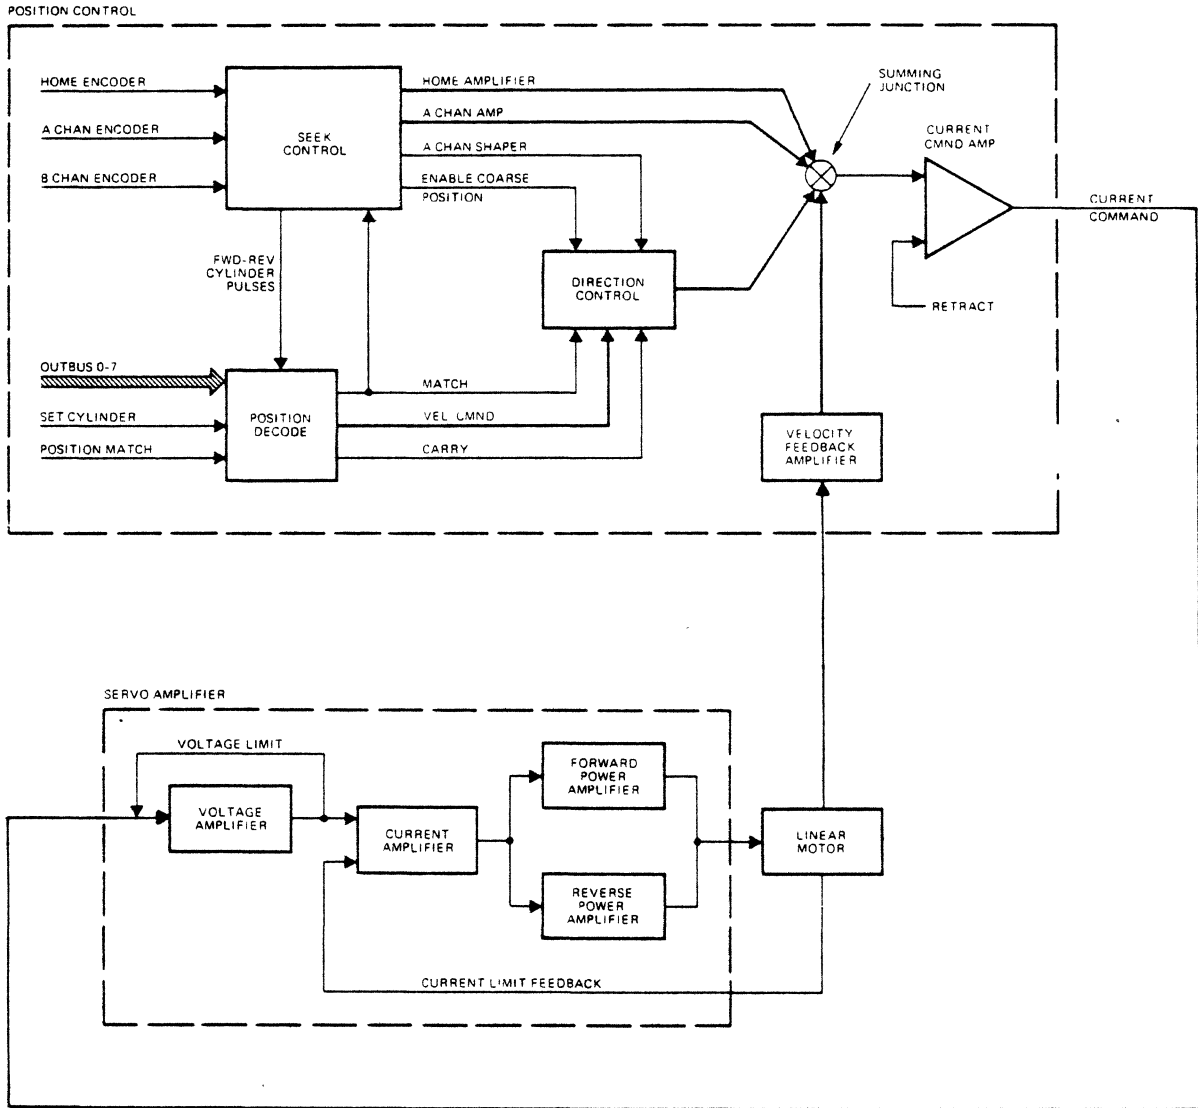 POSITION CONTROL
HOME ENCODER
A CHAN ENCODER
B CHAN ENCODER
SEEK
CONTROL
HOME AMPLIFIER
A CHAN AMP
A CHAN SHAPER
ENABLE COARSE
POSITION
SUMMING
JUNCTION
CURRENT
CMND AMP
CURRENT
COMMAND
RETRACT
FWD-REV
CYLINDER
PULSES
DIRECTION
CONTROL
OUTBUS 0-7
SET CYLINDER
POSITION MATCH
POSITION
DECODE
MATCH
VEL CMND
CARRY
VELOCITY
FEEDBACK
AMPLIFIER
SERVO AMPLIFIER
VOLTAGE LIMIT
VOLTAGE
AMPLIFIER
CURRENT
AMPLIFIER
FORWARD
POWER
AMPLIFIER
REVERSE
POWER
AMPLIFIER
LINEAR
MOTOR
CURRENT LIMIT FEEDBACK